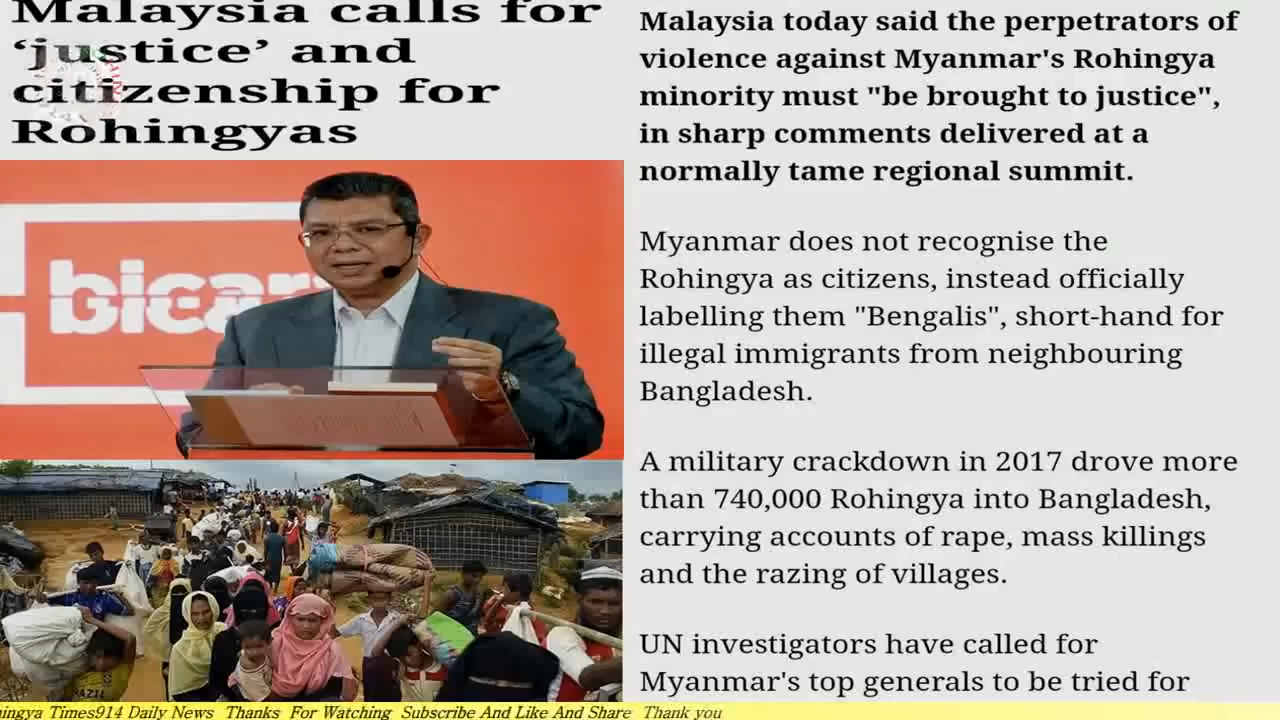 Malaysia calls for
‘justice’ and
citizenship for
Rohingyas
Malaysia today said the perpetrators of
violence against Myanmar's Rohingya
minority must "be brought to justice",
in sharp comments delivered at a
normally tame regional summit.
Myanmar does not recognise the
Rohingya as citizens, instead officially
labelling them "Bengalis", short-hand for
illegal immigrants from neighbouring
Bangladesh.
A military crackdown in 2017 drove more
than 740,000 Rohingya into Bangladesh,
carrying accounts of rape, mass killings
and the razing of villages.
UN investigators have called for
Myanmar's top generals to be tried for
Times914 Daily News Thanks For Watching Subscribe And Like And Share Thank you